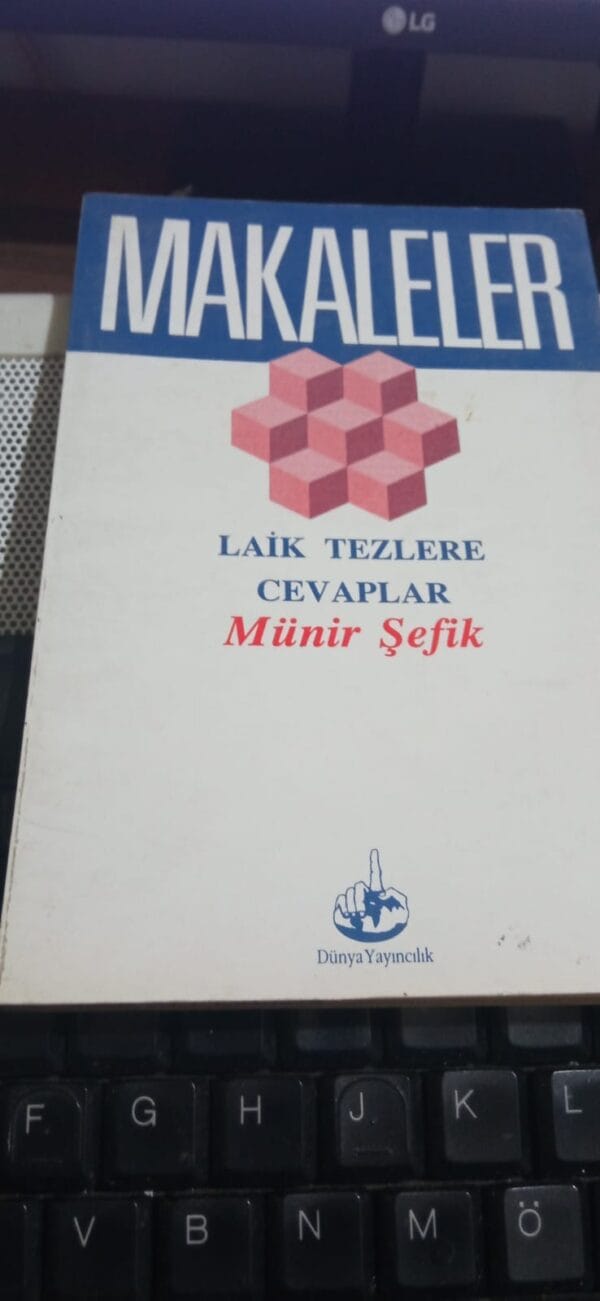 LG
MAKALELER
LAİK TEZLERE
CEVAPLAR
Münir Şefik
Dünya Yayıncılık
F G H J K L
V B N M Ö